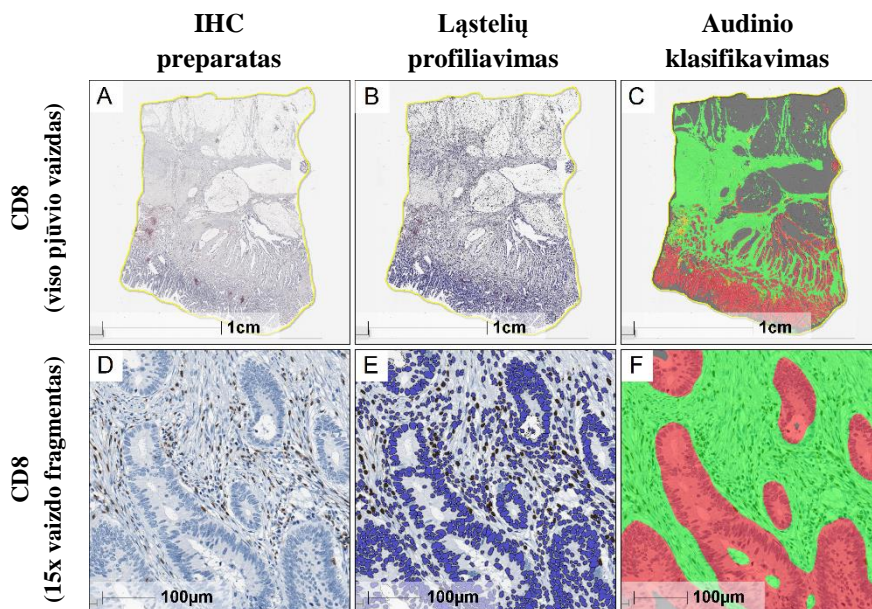 IHC
preparatas
Ląstelių
profiliavimas
Audinio
klasifikavimas
CD8
(viso pjūvio vaizdas)
A
B
C
1cm
1cm
1cm
CD8
(15x vaizdo fragmentas)
D
E
F
100µm
100µm
100µm